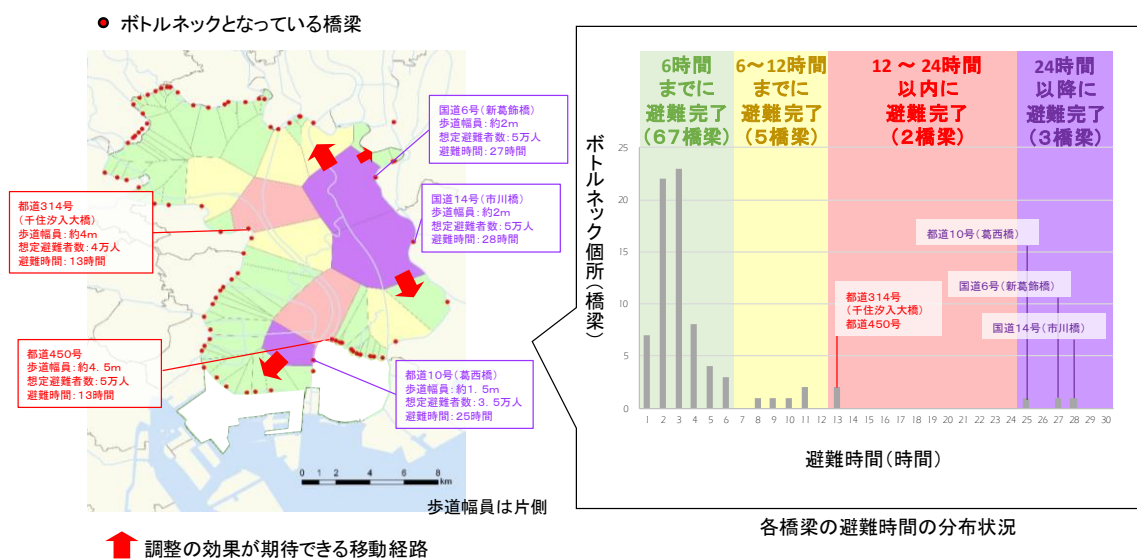 ボトルネックとなっている橋梁
国道6号(新葛飾橋)
歩道幅員:約2m
想定避難者数:5万人
避難時間:27時間
国道14号(市川橋)
歩道幅員:約2m
想定避難者数:5万人
避難時間:28時間
都道314号
(千住汐入大橋)
歩道幅員:約4m
想定避難者数:4万人
避難時間:13時間
都道450号
歩道幅員:約4.5m
想定避難者数:5万人
避難時間:13時間
都道10号(葛西橋)
歩道幅員:約1.5m
想定避難者数:3.5万人
避難時間:25時間
0 1 2 4 6 8
km
歩道幅員は片側
調整の効果が期待できる移動経路
6時間
までに
避難完了
(67橋梁)
6~12時間
までに
避難完了
(5橋梁)
12 ~ 24時間
以内に
避難完了
(2橋梁)
24時間
以降に
避難完了
(3橋梁)
ボトルネック個所(橋梁)
25
20
15
10
5
0
都道10号(葛西橋)
国道6号(新葛飾橋)
都道314号
(千住汐入大橋)
都道450号
国道14号(市川橋)
1 2 3 4 5 6 7 8 9 10 11 12 13 14 15 16 17 18 19 20 21 22 23 24 25 26 27 28 29 30
避難時間(時間)
各橋梁の避難時間の分布状況